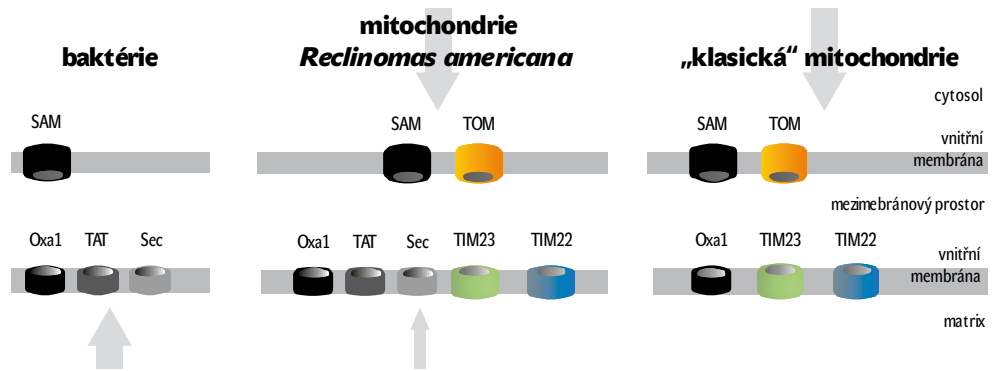 baktérie
mitochondrie
Reclinomas americana
„klasická“ mitochondrie
cytosol
SAM
SAM TOM
SAM TOM
vnitřní
membrána
mezimebránový prostor
Oxa1 TAT Sec
Oxa1 TAT Sec TIM23 TIM22
Oxa1 TIM23 TIM22
vnitřní
membrána
matrix